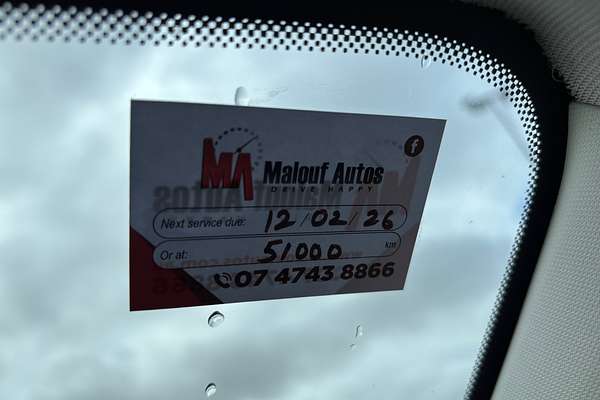 MA
Malouf Autos
DRIVE HAPPY
Next service due: 12/02/26
Or at: 51000 km
07 4743 8866